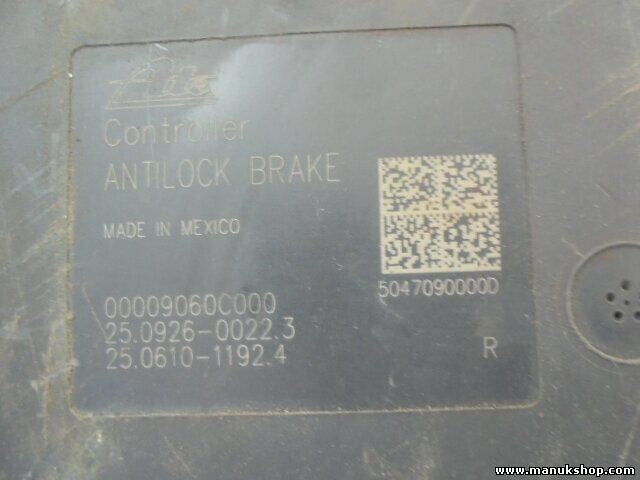 Ate
Controller
ANTILOCK BRAKE
MADE IN MEXICO
5047090000D
00009060C000
25.0926-0022.3
25.0610-1192.4
R
www.manukshop.com